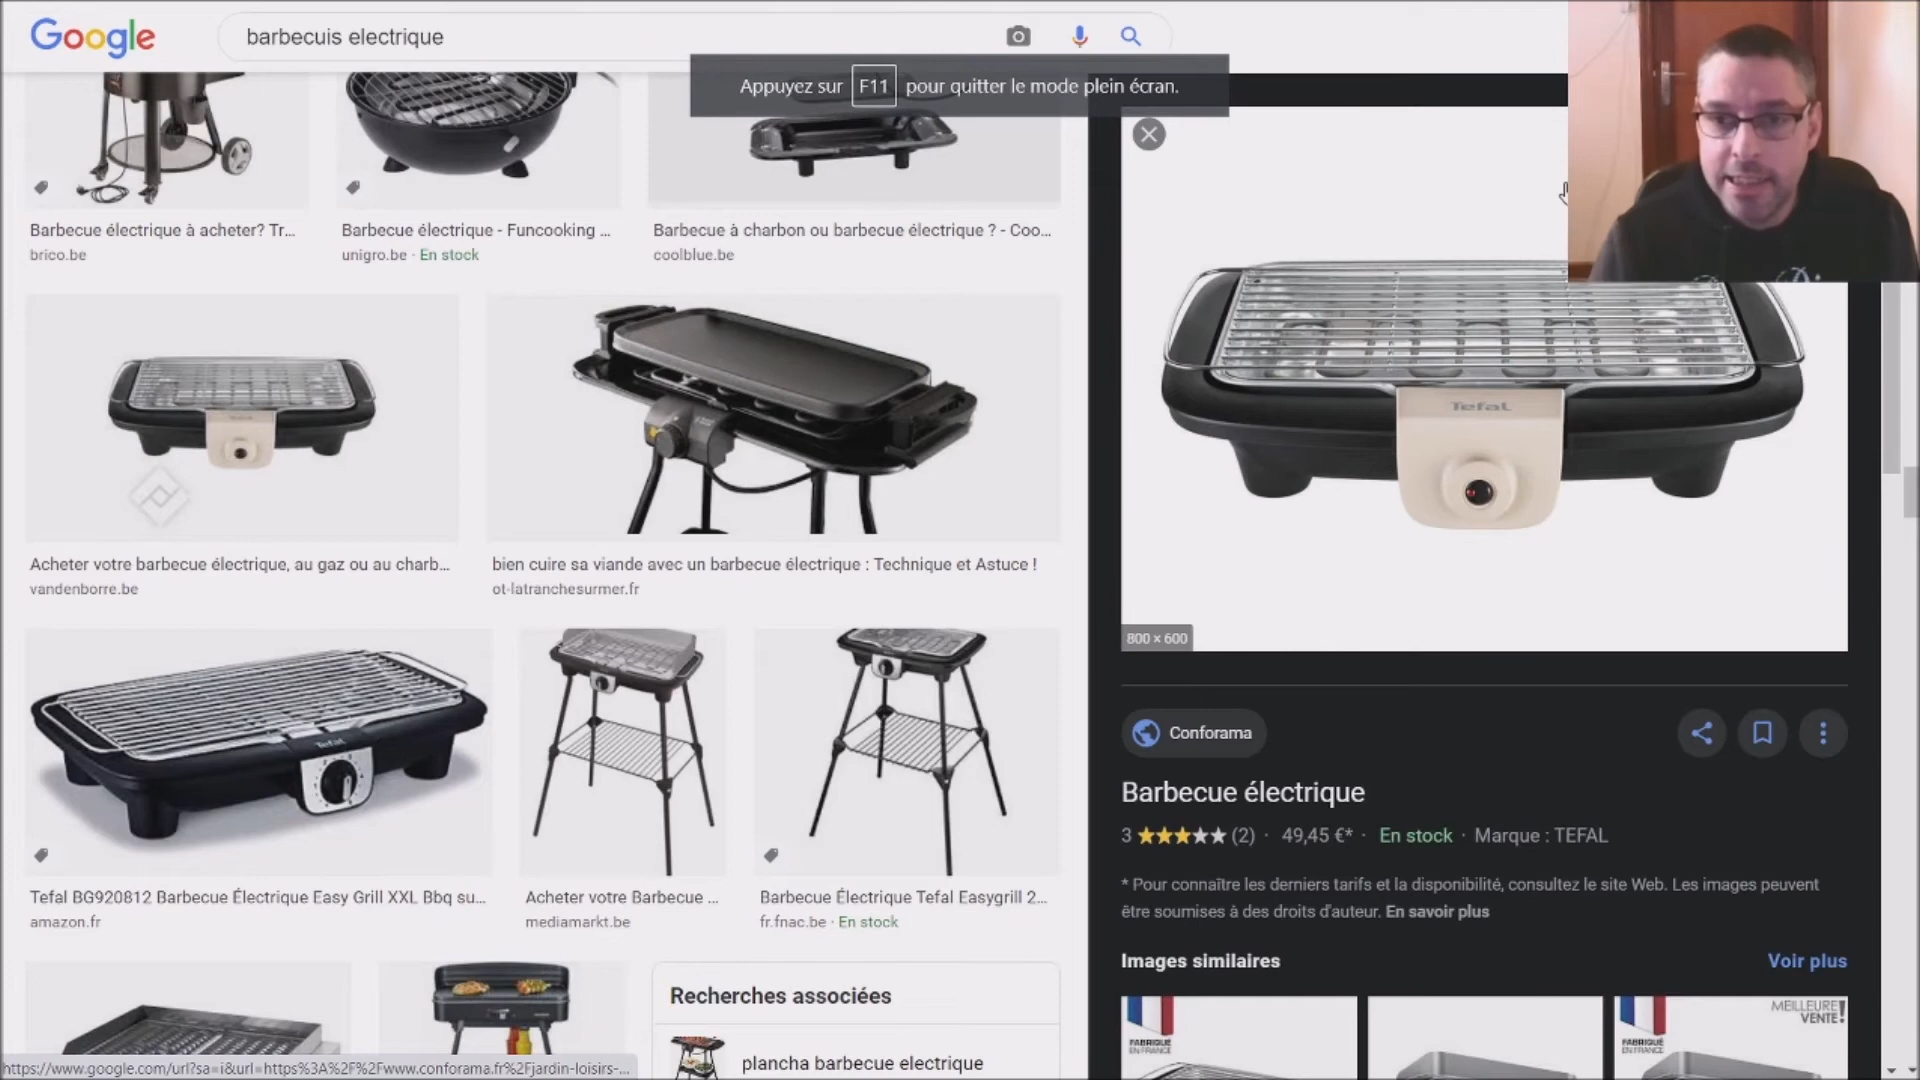 Google
barbecuis electrique
Appuyez sur F11 pour quitter le mode plein écran.
Barbecue électrique à acheter? Tr...
brico.be
Barbecue électrique - Funcooking ...
unigro.be · En stock
Barbecue à charbon ou barbecue électrique ? - Coo...
coolblue.be
Acheter votre barbecue électrique, au gaz ou au charb...
vandenborre.be
bien cuire sa viande avec un barbecue électrique : Technique et Astuce !
ot-latranchesurmer.fr
Tefal
Tefal BG920812 Barbecue Électrique Easy Grill XXL Bbq su...
amazon.fr
Acheter votre Barbecue ...
mediamarkt.be
Barbecue Électrique Tefal Easygrill 2...
fr.fnac.be · En stock
Recherches associées
plancha barbecue electrique
https://www.google.com/url?sa=i&url=https%3A%2F%2Fwww.conforama.fr%2Fjardin-loisirs-...
Tefal
800 × 600
Conforama
Barbecue électrique
3 ★★★★★ (2) · 49,45 €* · En stock · Marque : TEFAL
* Pour connaître les derniers tarifs et la disponibilité, consultez le site Web. Les images peuvent
être soumises à des droits d'auteur. En savoir plus
Images similaires
Voir plus
FABRIQUÉ
EN FRANCE
FABRIQUÉ
EN FRANCE
MEILLEURE
VENTE!